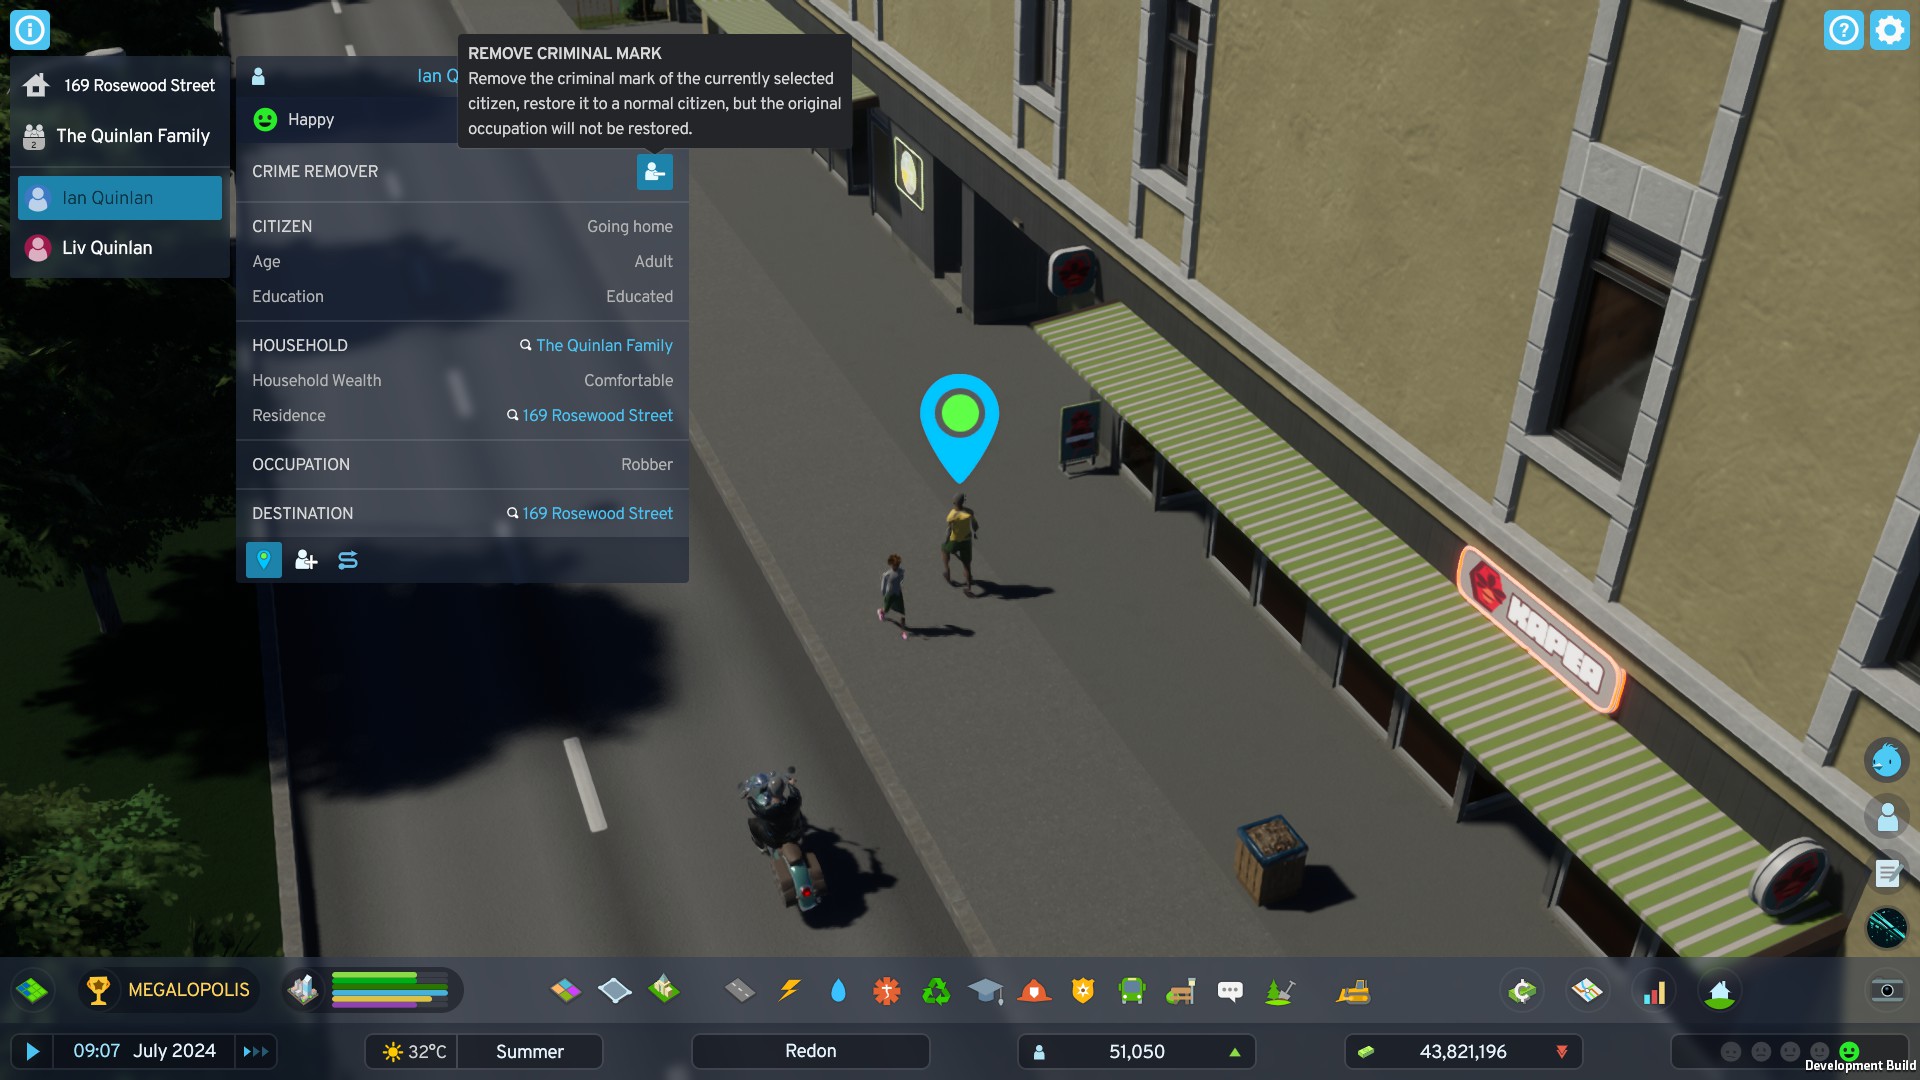 169 Rosewood Street
The Quinlan Family
2
Ian Quinlan
Liv Quinlan
Ian Q
Happy
REMOVE CRIMINAL MARK
Remove the criminal mark of the currently selected
citizen, restore it to a normal citizen, but the original
occupation will not be restored.
CRIME REMOVER
CITIZEN Going home
Age Adult
Education Educated
HOUSEHOLD The Quinlan Family
Household Wealth Comfortable
Residence 169 Rosewood Street
OCCUPATION Robber
DESTINATION 169 Rosewood Street
KAPER
MEGALOPOLIS
09:07 July 2024
32°C Summer
Redon
51,050
43,821,196
Development Build